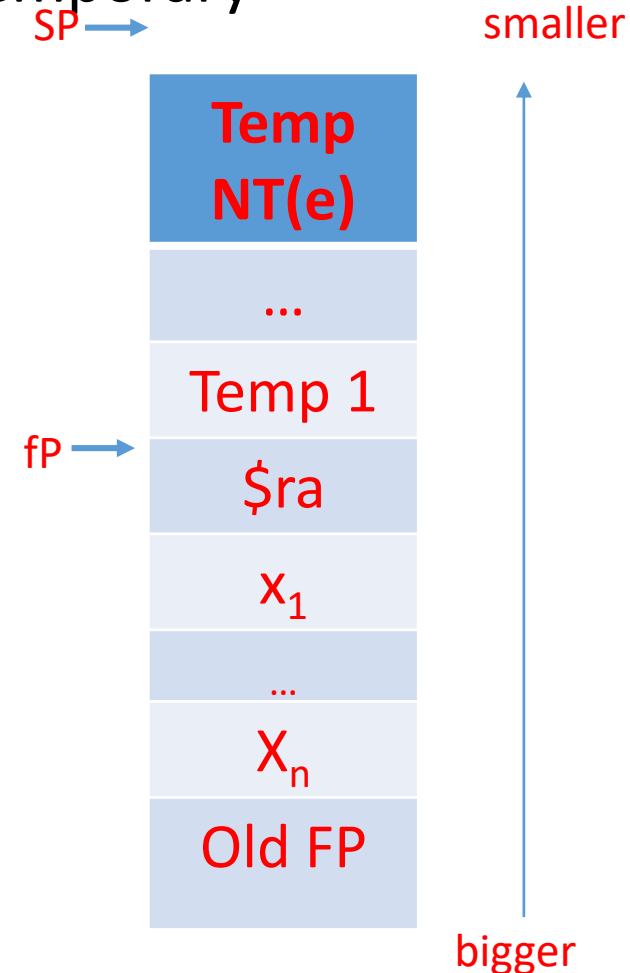 SP
smaller
Temp
NT(e)
...
Temp 1
fP
$ra
x₁
...
Xₙ
Old FP
bigger